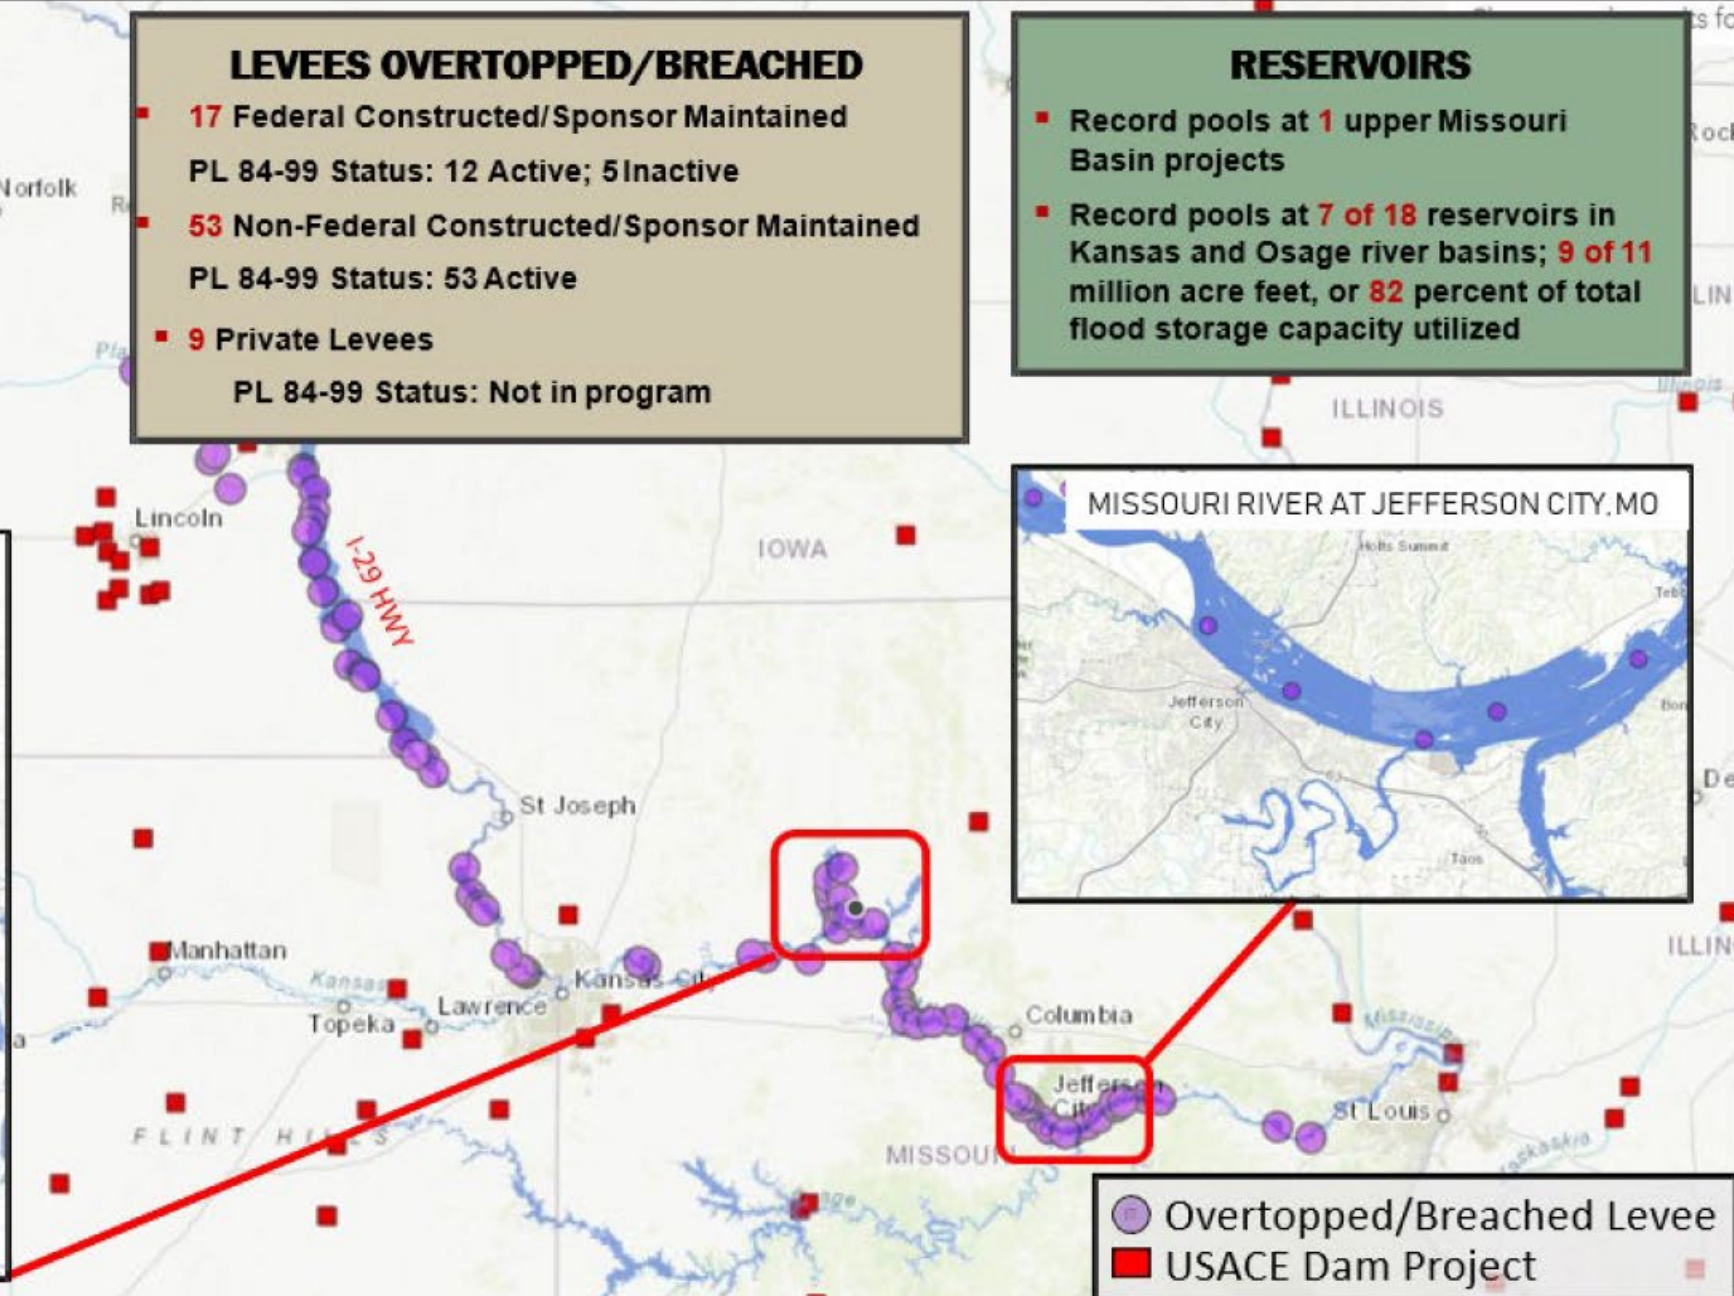 LEVEES OVERTOPPED/BREACHED
17 Federal Constructed/Sponsor Maintained
PL 84-99 Status: 12 Active; 5 Inactive
53 Non-Federal Constructed/Sponsor Maintained
PL 84-99 Status: 53 Active
9 Private Levees
PL 84-99 Status: Not in program
RESERVOIRS
Record pools at 1 upper Missouri
Basin projects
Record pools at 7 of 18 reservoirs in
Kansas and Osage river basins; 9 of 11
million acre feet, or 82 percent of total
flood storage capacity utilized
Norfolk
ILLINOIS
Illinois
MISSOURI RIVER AT JEFFERSON CITY, MO
Holts Summit
Jefferson
City
Taos
Lincoln
IOWA
I-29 HWY
St Joseph
Manhattan
Kansas
Kansas City
Lawrence
Topeka
Columbia
Mississippi
Jefferson
City
St Louis
FLINT HILLS
MISSOURI
ILLIN
Overtopped/Breached Levee
USACE Dam Project